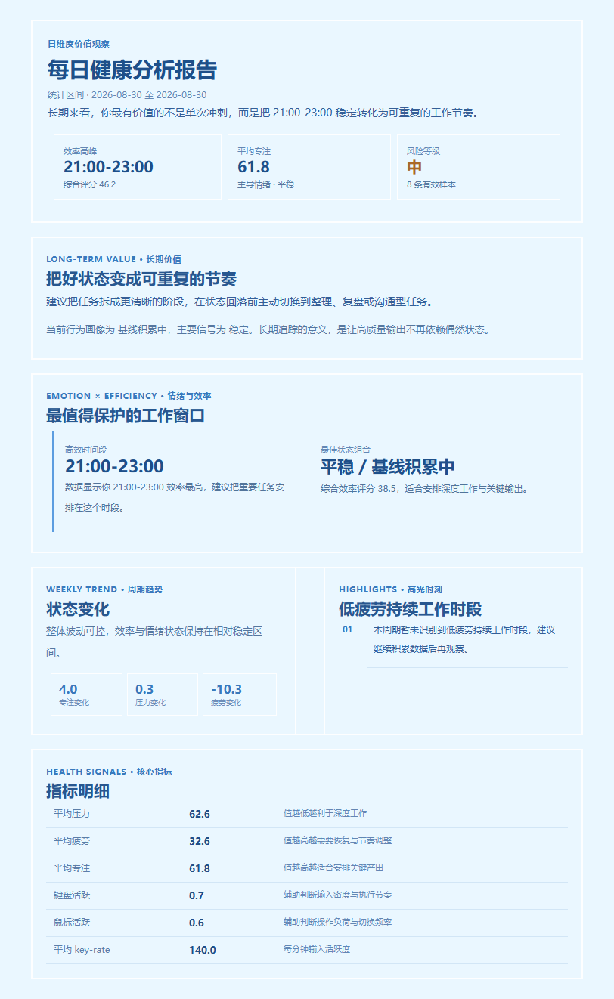 日维度价值观察
每日健康分析报告
统计区间 · 2026-08-30 至 2026-08-30
长期来看，你最有价值的不是单次冲刺，而是把 21:00-23:00 稳定转化为可重复的工作节奏。
效率高峰
21:00-23:00
综合评分 46.2
平均专注
61.8
主导情绪 · 平稳
风险等级
中
8 条有效样本
LONG-TERM VALUE • 长期价值
把好状态变成可重复的节奏
建议把任务拆成更清晰的阶段，在状态回落前主动切换到整理、复盘或沟通型任务。
当前行为画像为 基线积累中，主要信号为 稳定。长期追踪的意义，是让高质量输出不再依赖偶然状态。
EMOTION × EFFICIENCY • 情绪与效率
最值得保护的工作窗口
高效时间段
21:00-23:00
数据显示你 21:00-23:00 效率最高，建议把重要任务安
排在这个时段。
最佳状态组合
平稳 / 基线积累中
综合效率评分 38.5，适合安排深度工作与关键输出。
WEEKLY TREND • 周期趋势
状态变化
整体波动可控，效率与情绪状态保持在相对稳定区
间。
4.0
专注变化
0.3
压力变化
-10.3
疲劳变化
HIGHLIGHTS • 高光时刻
低疲劳持续工作时段
01 本周期暂未识别到低疲劳持续工作时段，建议
继续积累数据后再观察。
HEALTH SIGNALS • 核心指标
指标明细
平均压力 62.6 值越低越利于深度工作
平均疲劳 32.6 值越高越需要恢复与节奏调整
平均专注 61.8 值越高越适合安排关键产出
键盘活跃 0.7 辅助判断输入密度与执行节奏
鼠标活跃 0.6 辅助判断操作负荷与切换频率
平均 key-rate 140.0 每分钟输入活跃度